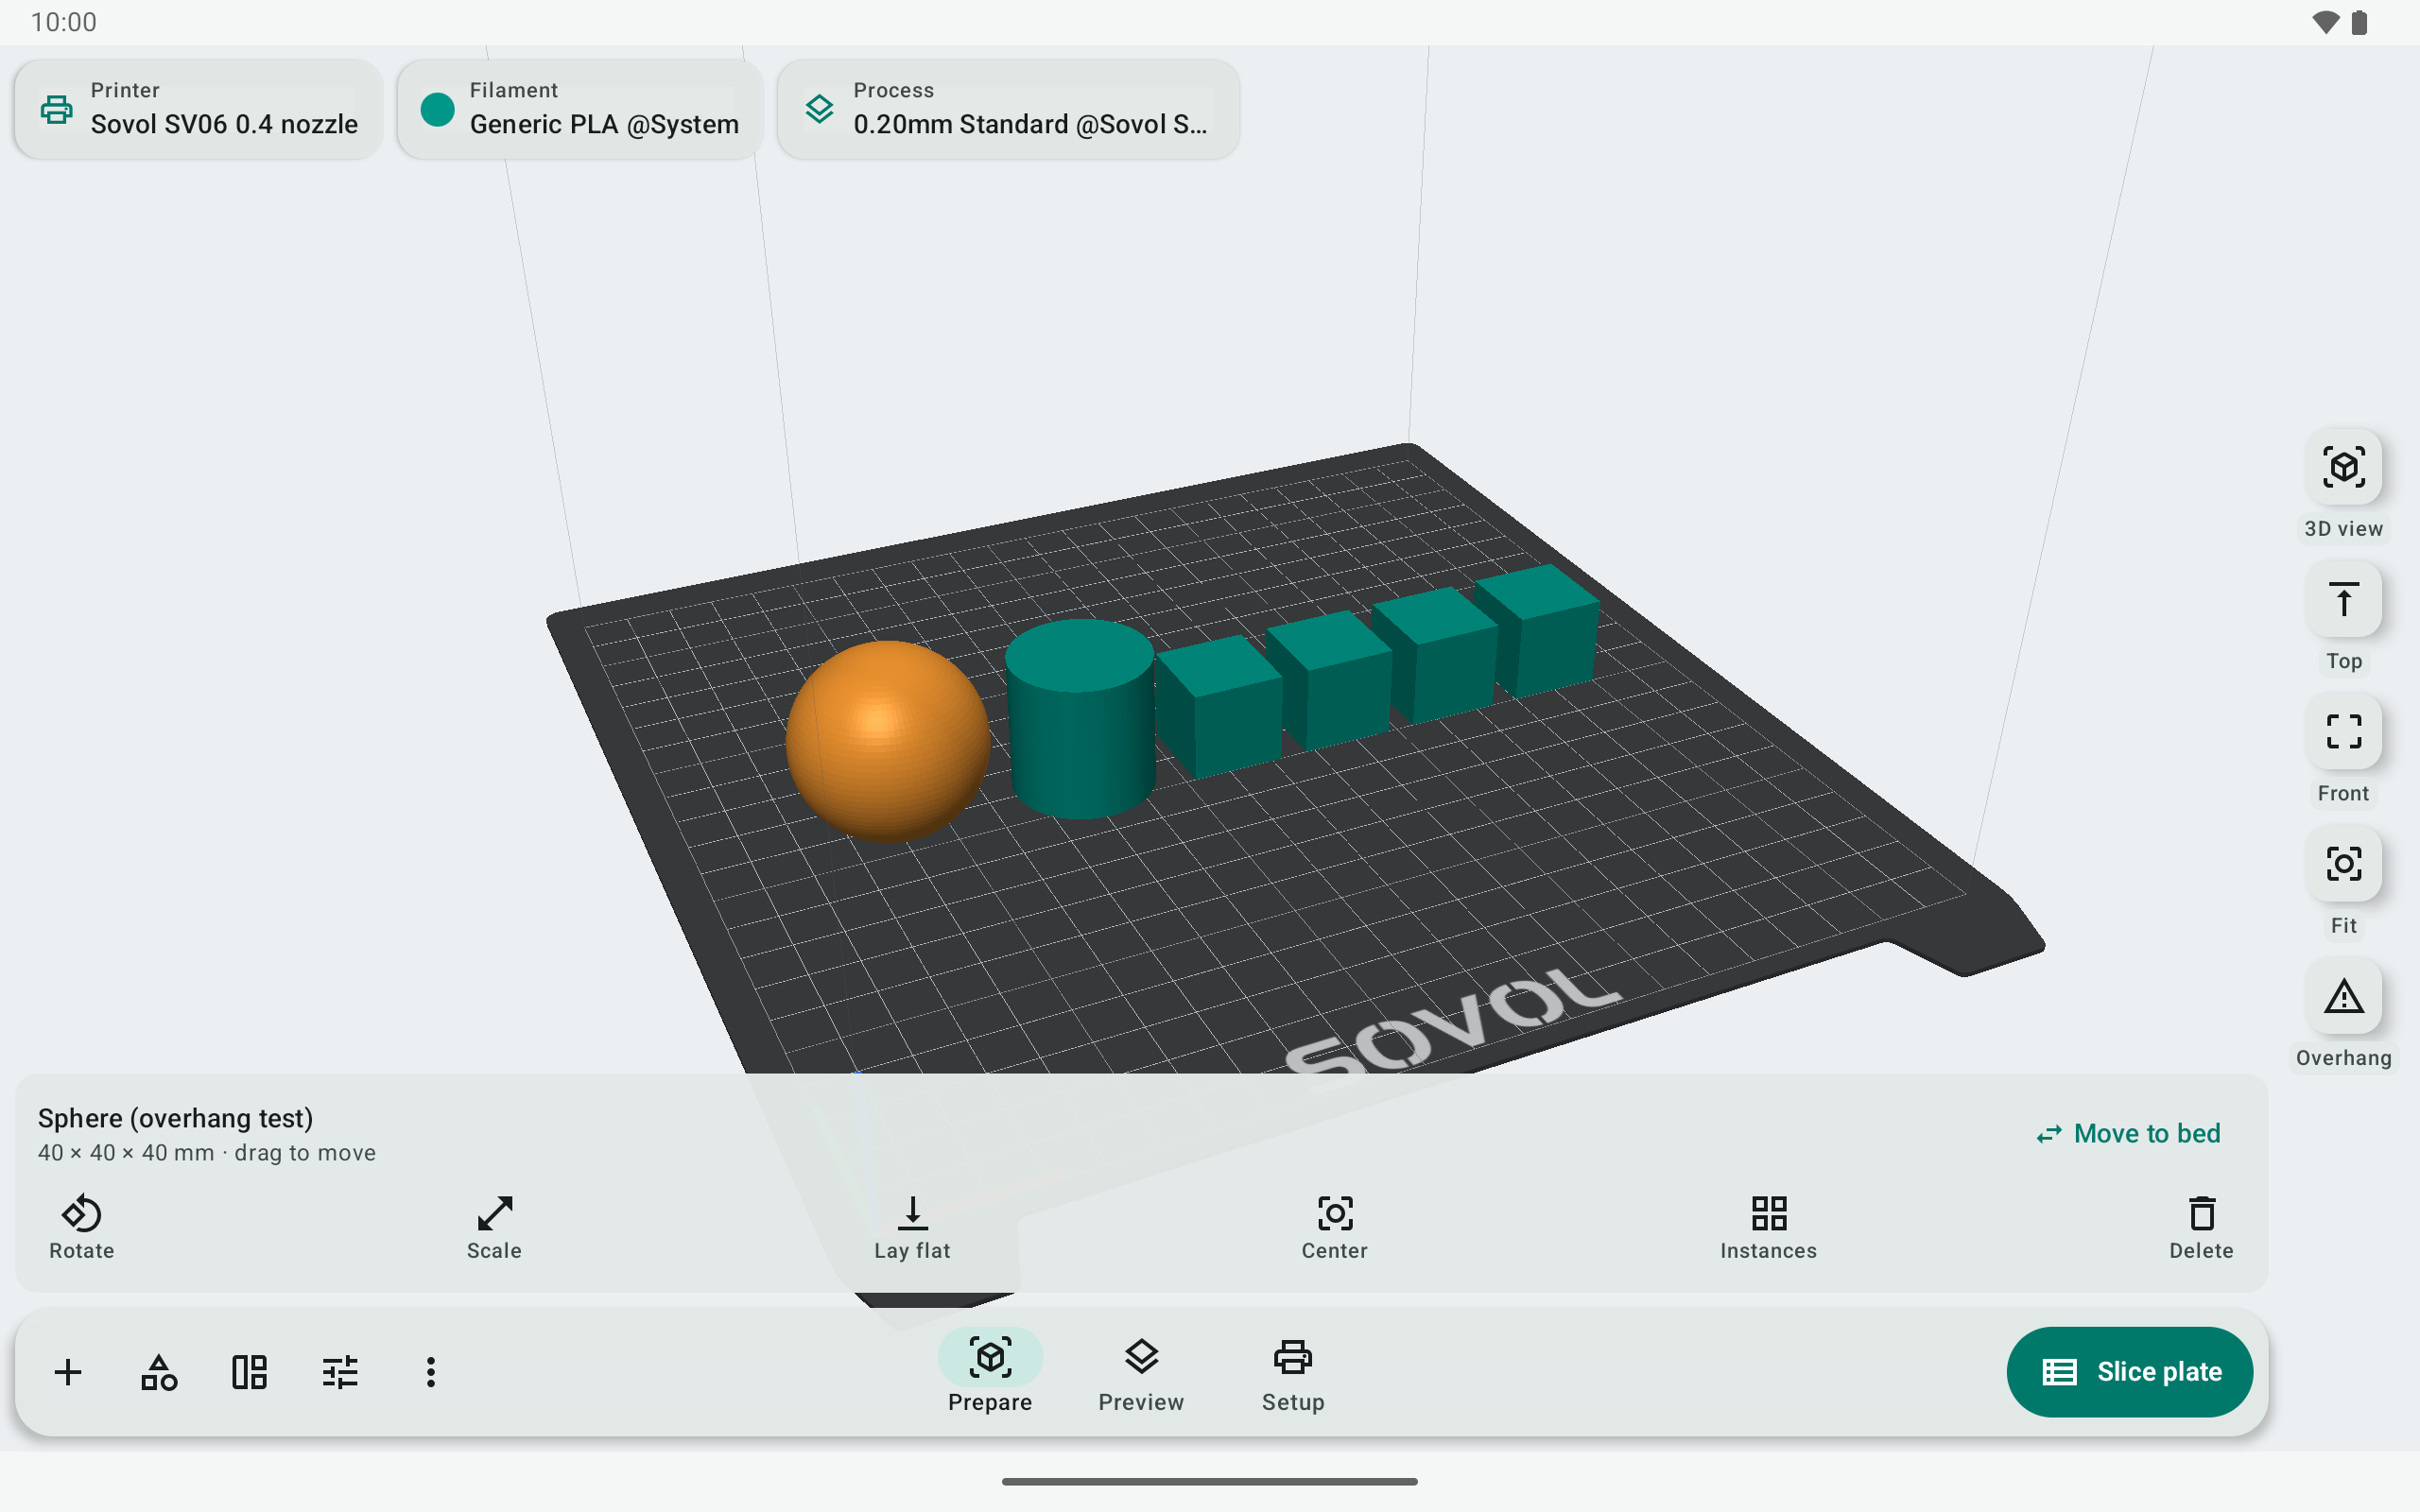 10:00
Printer
Sovol SV06 0.4 nozzle
Filament
Generic PLA @System
Process
0.20mm Standard @Sovol S...
3D view
Top
Front
Fit
Overhang
SOVOL
Sphere (overhang test)
40 × 40 × 40 mm · drag to move
Move to bed
Rotate
Scale
Lay flat
Center
Instances
Delete
Prepare
Preview
Setup
Slice plate